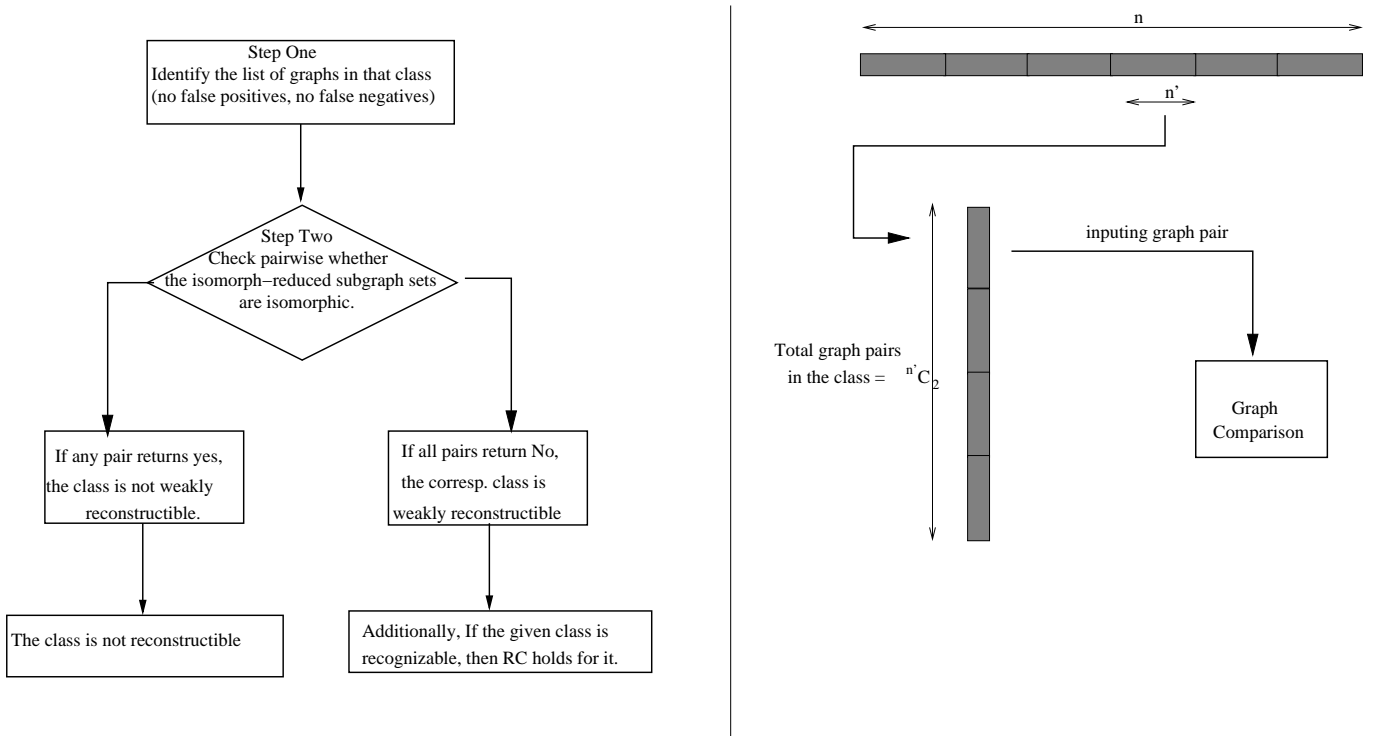 Step One
Identify the list of graphs in that class
(no false positives, no false negatives)
Step Two
Check pairwise whether
the isomorph−reduced subgraph sets
are isomorphic.
If any pair returns yes,
the class is not weakly
reconstructible.
If all pairs return No,
the corresp. class is
weakly reconstructible
The class is not reconstructible
Additionally, If the given class is
recognizable, then RC holds for it.
n
n'
inputing graph pair
Total graph pairs
in the class = n'C2
Graph
Comparison